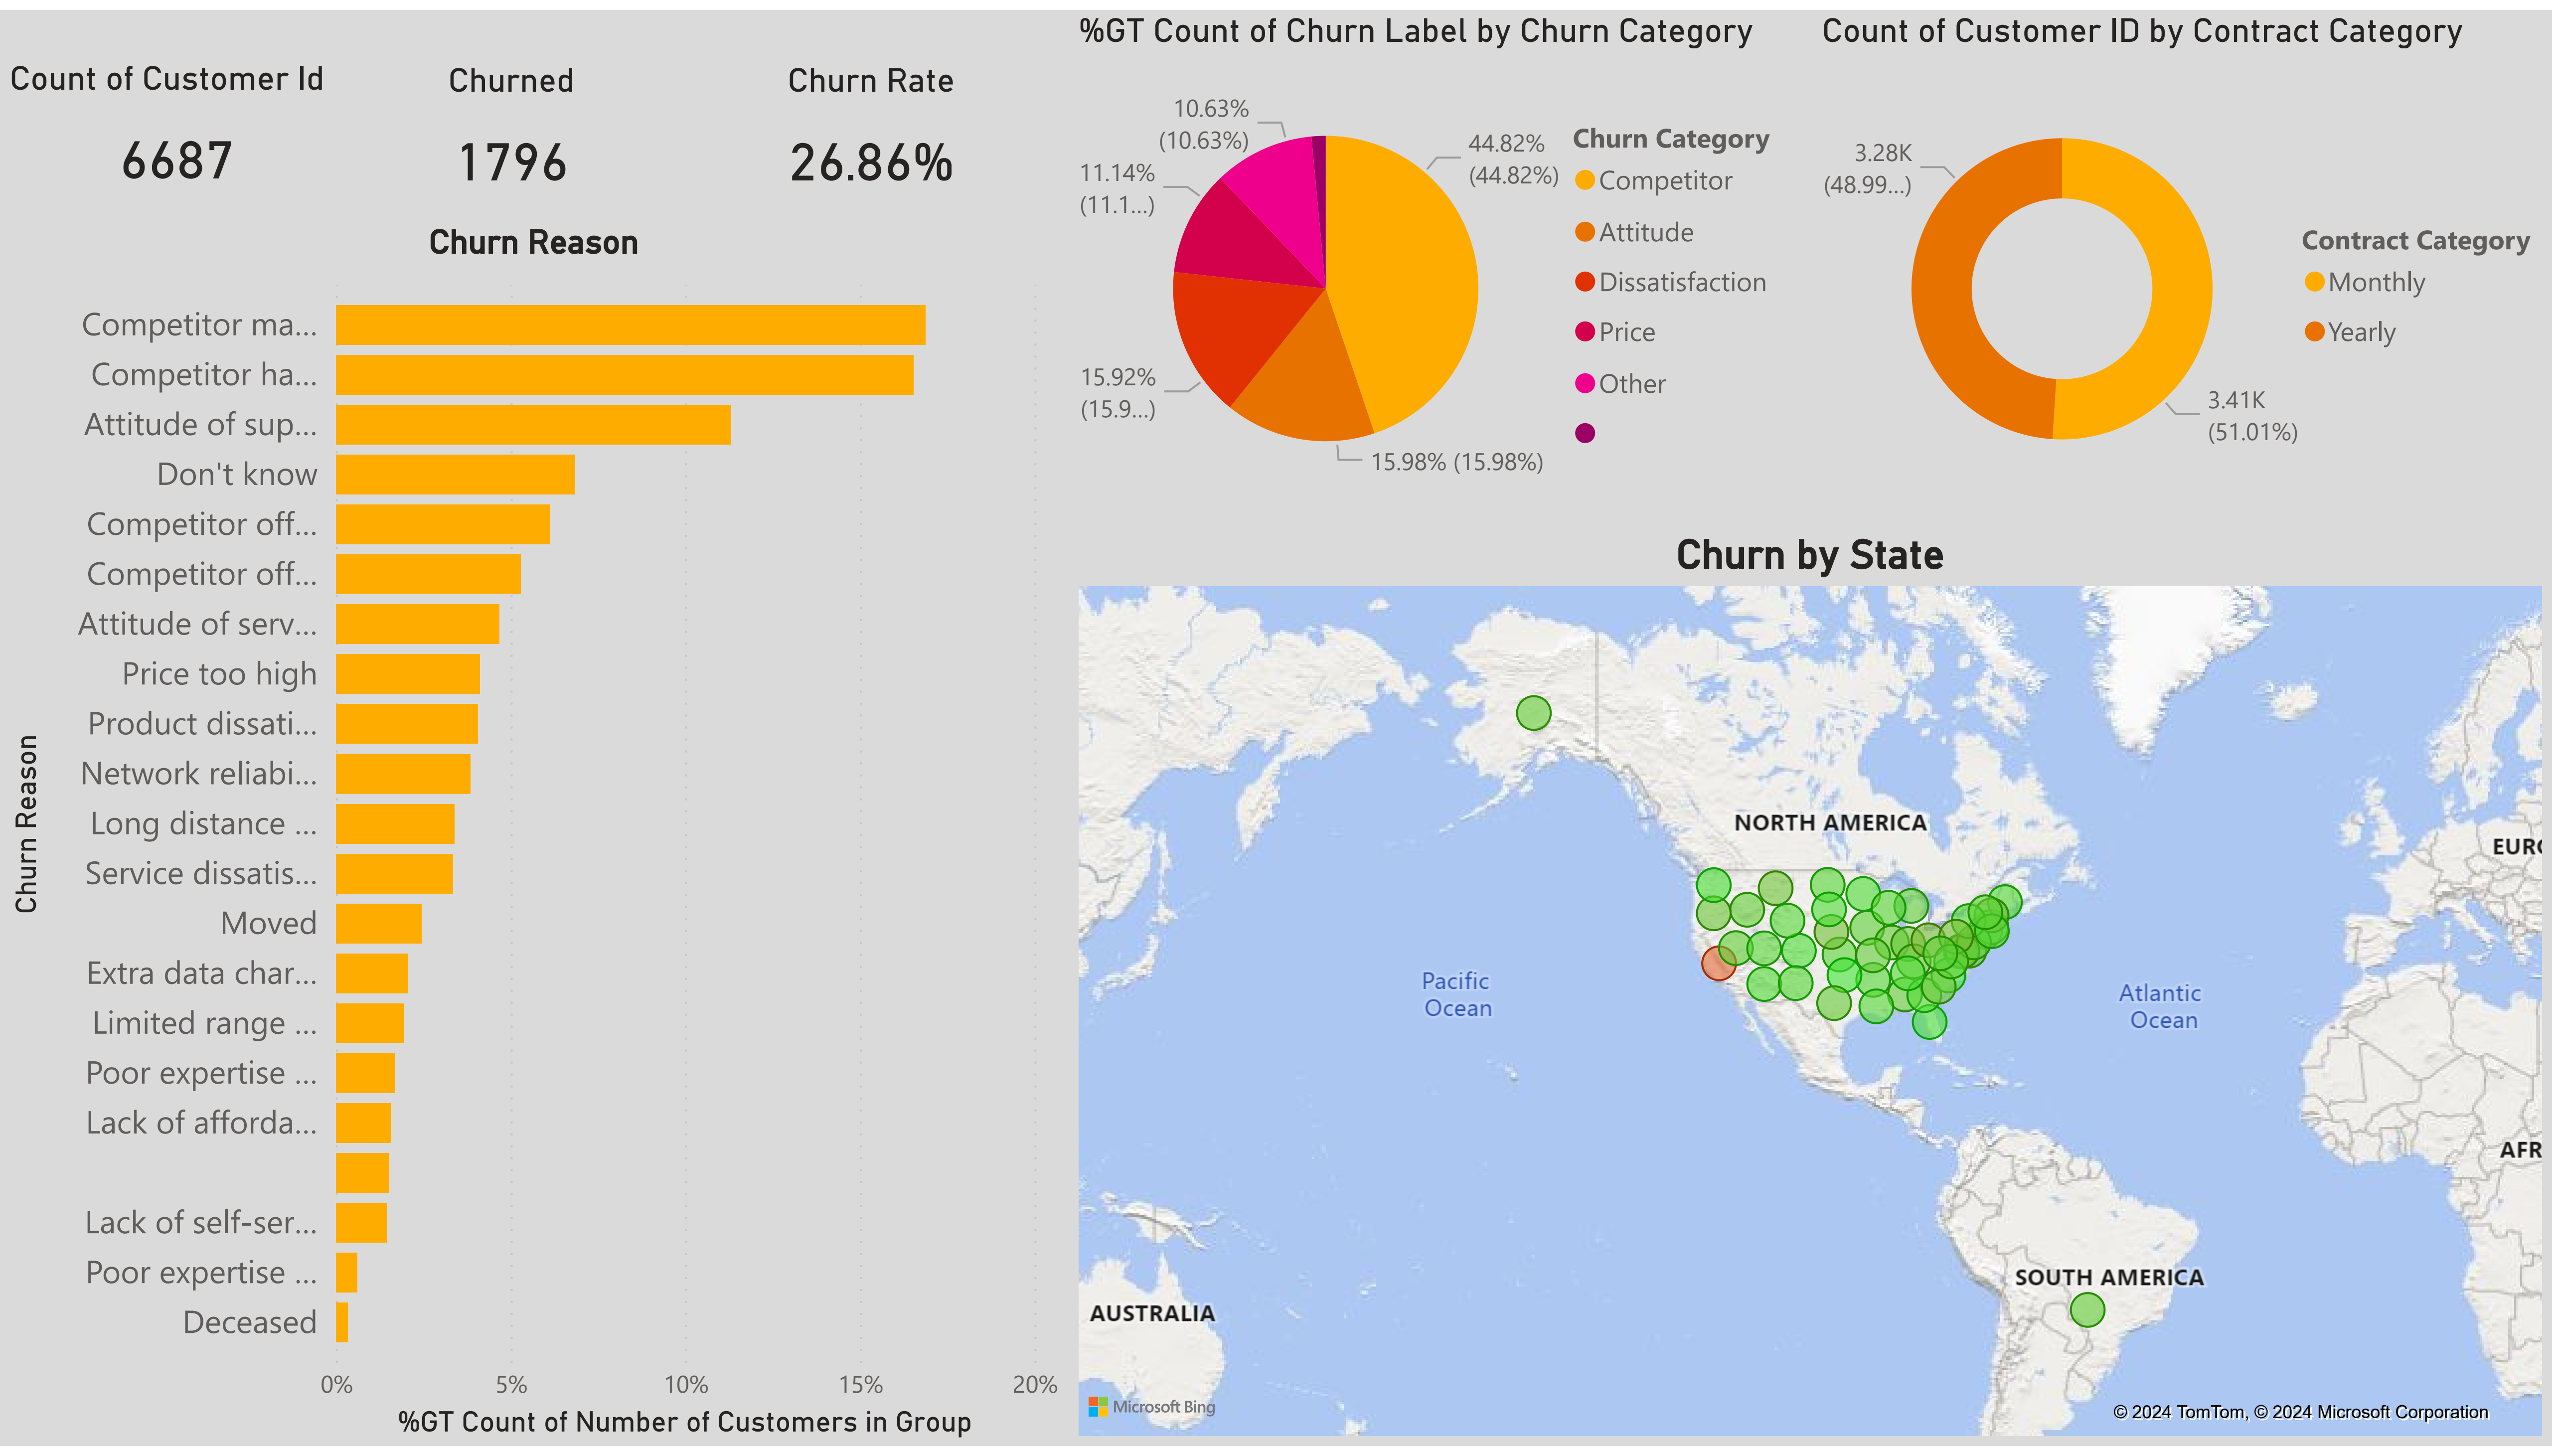 Count of Customer Id
6687
Churned
1796
Churn Rate
26.86%
Churn Reason
Churn Reason
Competitor ma...
Competitor ha...
Attitude of sup...
Don't know
Competitor off...
Competitor off...
Attitude of serv...
Price too high
Product dissati...
Network reliabi...
Long distance ...
Service dissatis...
Moved
Extra data char...
Limited range ...
Poor expertise ...
Lack of afforda...
Lack of self-ser...
Poor expertise ...
Deceased
0%
5%
10%
15%
20%
%GT Count of Number of Customers in Group
%GT Count of Churn Label by Churn Category
10.63%
(10.63%)
11.14%
(11.1...)
15.92%
(15.9...)
15.98% (15.98%)
44.82%
(44.82%)
Churn Category
Competitor
Attitude
Dissatisfaction
Price
Other
Count of Customer ID by Contract Category
3.28K
(48.99...)
3.41K
(51.01%)
Contract Category
Monthly
Yearly
Churn by State
NORTH AMERICA
EURO
Pacific
Ocean
Atlantic
Ocean
AFR
SOUTH AMERICA
AUSTRALIA
Microsoft Bing
© 2024 TomTom, © 2024 Microsoft Corporation